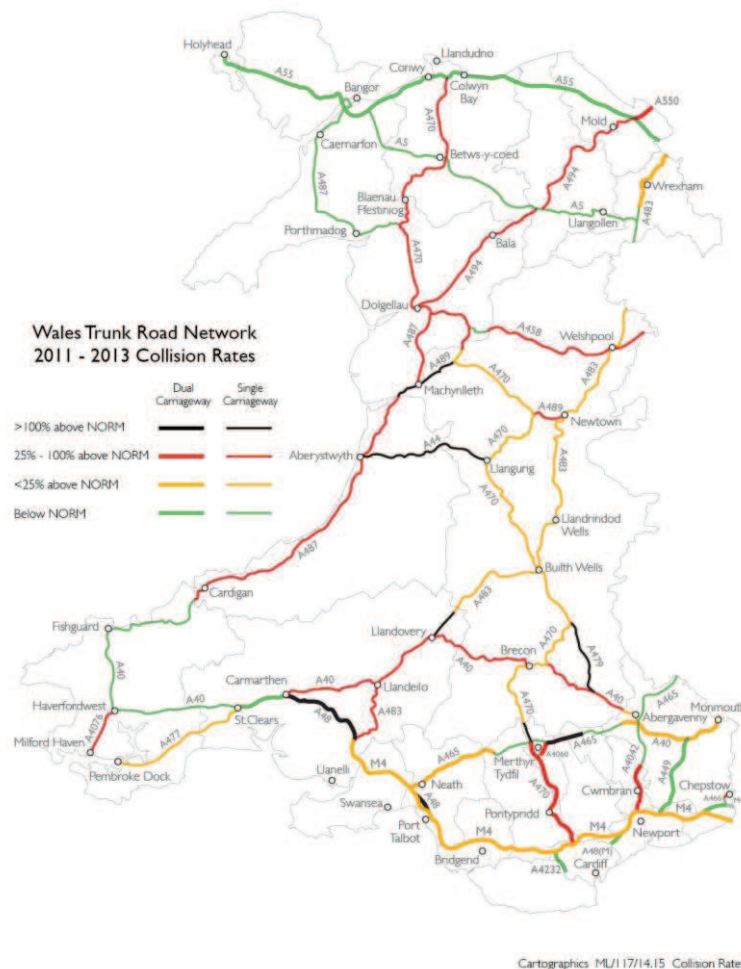 Holyhead
Llandudno
Conwy
A55
Bangor
Colwyn
Bay
A55
A550
Mold
A470
Caernarfon
A5
Betws-y-coed
A494
Wrexham
A487
Blaenau
Ffestiniog
A5
A483
Llangollen
Porthmadog
Bala
A470
A494
Dolgellau
Wales Trunk Road Network
2011 - 2013 Collision Rates
A487
A458
Welshpool
A489
A470
A483
Dual
Carriageway
Single
Carriageway
Machynlleth
A489
Newtown
>100% above NORM
25% - 100% above NORM
<25% above NORM
Below NORM
A44
A470
Aberystwyth
Llangurig
A483
A470
Llandrindod
Wells
A487
Builth Wells
Cardigan
A483
Fishguard
Llandovery
A470
Brecon
A479
A40
A40
A40
Carmarthen
Llandeilo
A40
A465
Haverfordwest
A40
A483
A470
Monmouth
Abergavenny
St.Clears
A48
A4076
A477
Milford Haven
A465
A40
M4
A465
Merthyr
Tydfil
A4060
A4042
A449
Pembroke Dock
Llanelli
Neath
Cwmbran
Chepstow
A470
Swansea
A48
Pontypridd
M4
Port
Talbot
M4
M4
Newport
A48(M)
Bridgend
A4232
Cardiff
Cartographics ML/117/14.15 Collision Rate